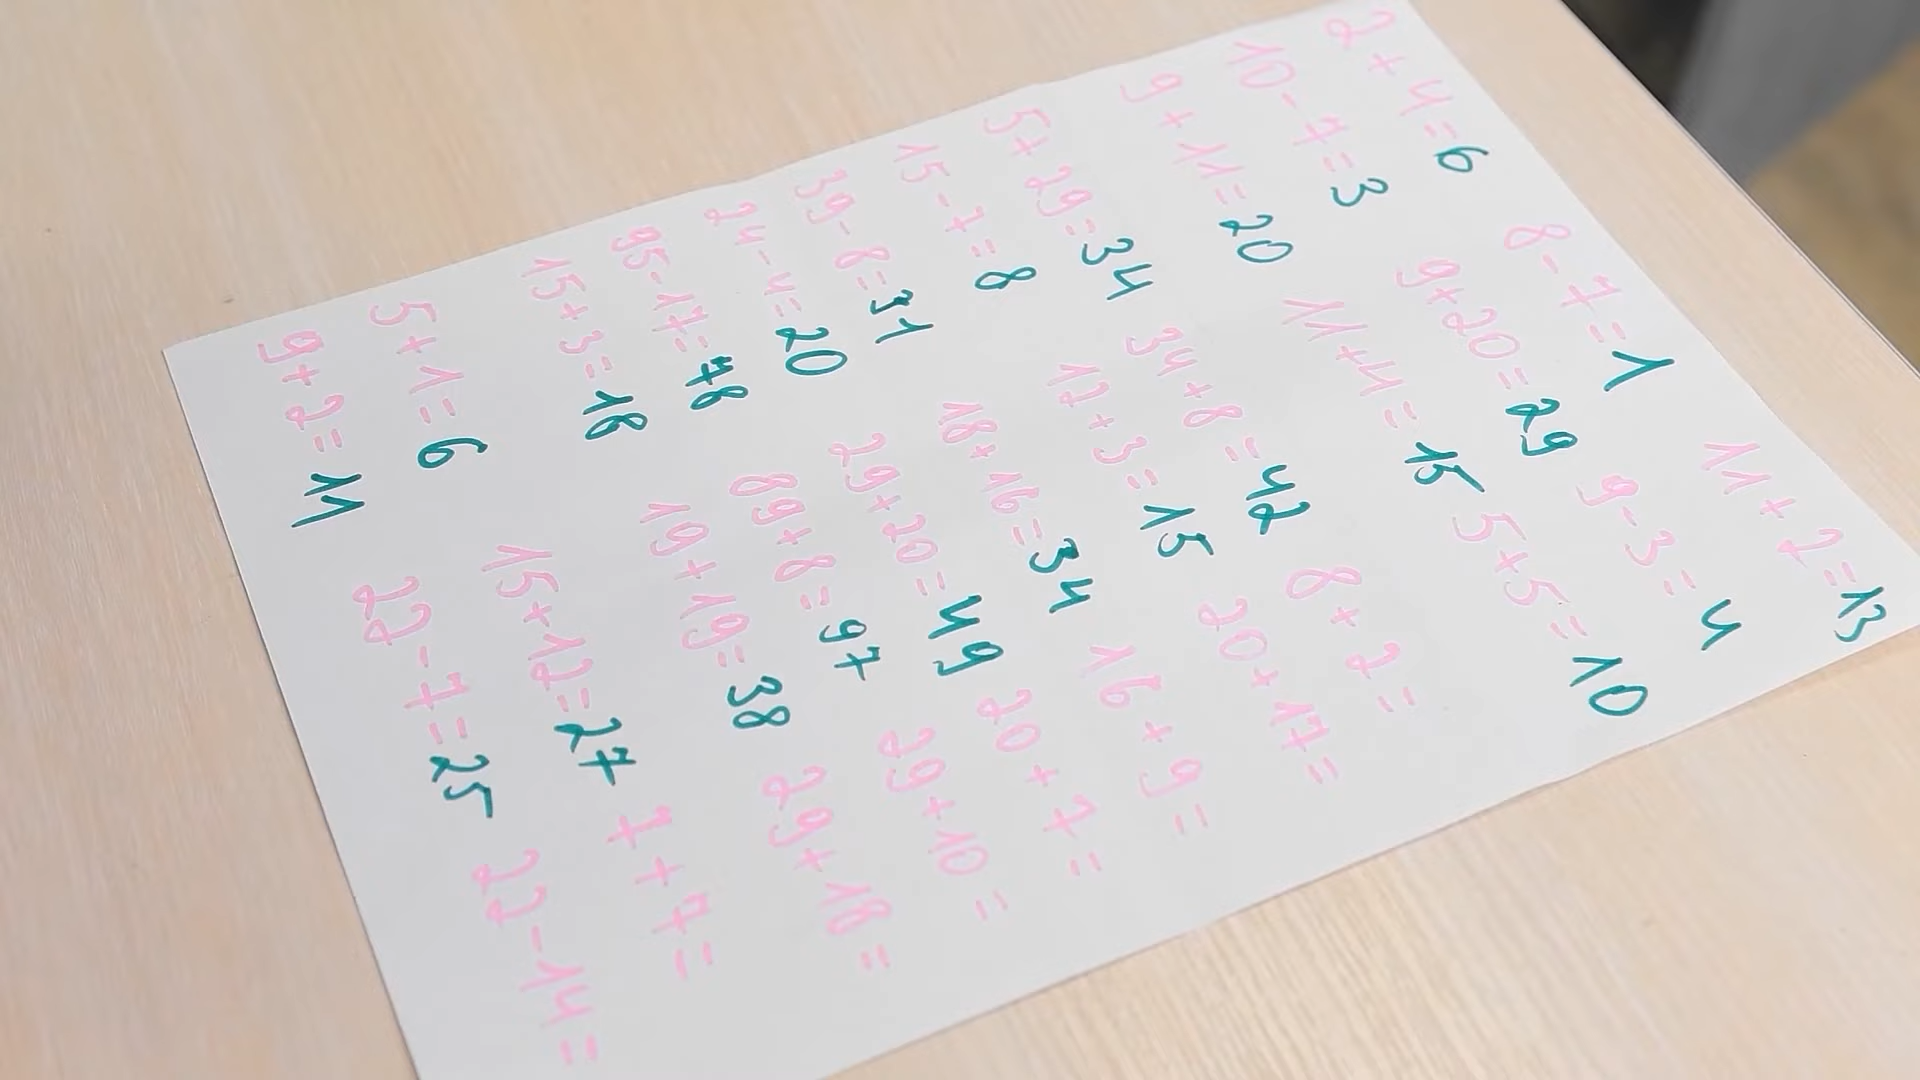 2 + 4 = 6 8 - 7 = 1 11 + 2 = 13
10 - 7 = 3 9 + 20 = 29 9 - 3 = 4
9 + 11 = 20 11 + 4 = 15 5 + 5 = 10
5 + 29 = 34 34 + 8 = 42 8 + 2 =
15 - 7 = 8 12 + 3 = 15 20 + 17 =
39 - 8 = 31 18 + 16 = 34 16 + 9 =
24 - 4 = 20 29 + 20 = 49 20 + 7 =
95 - 17 = 78 89 + 8 = 97 29 + 10 =
15 + 3 = 18 19 + 19 = 38 29 + 18 =
5 + 1 = 6 15 + 12 = 27 7 + 7 =
9 + 2 = 11 22 - 7 = 25 22 - 14 =